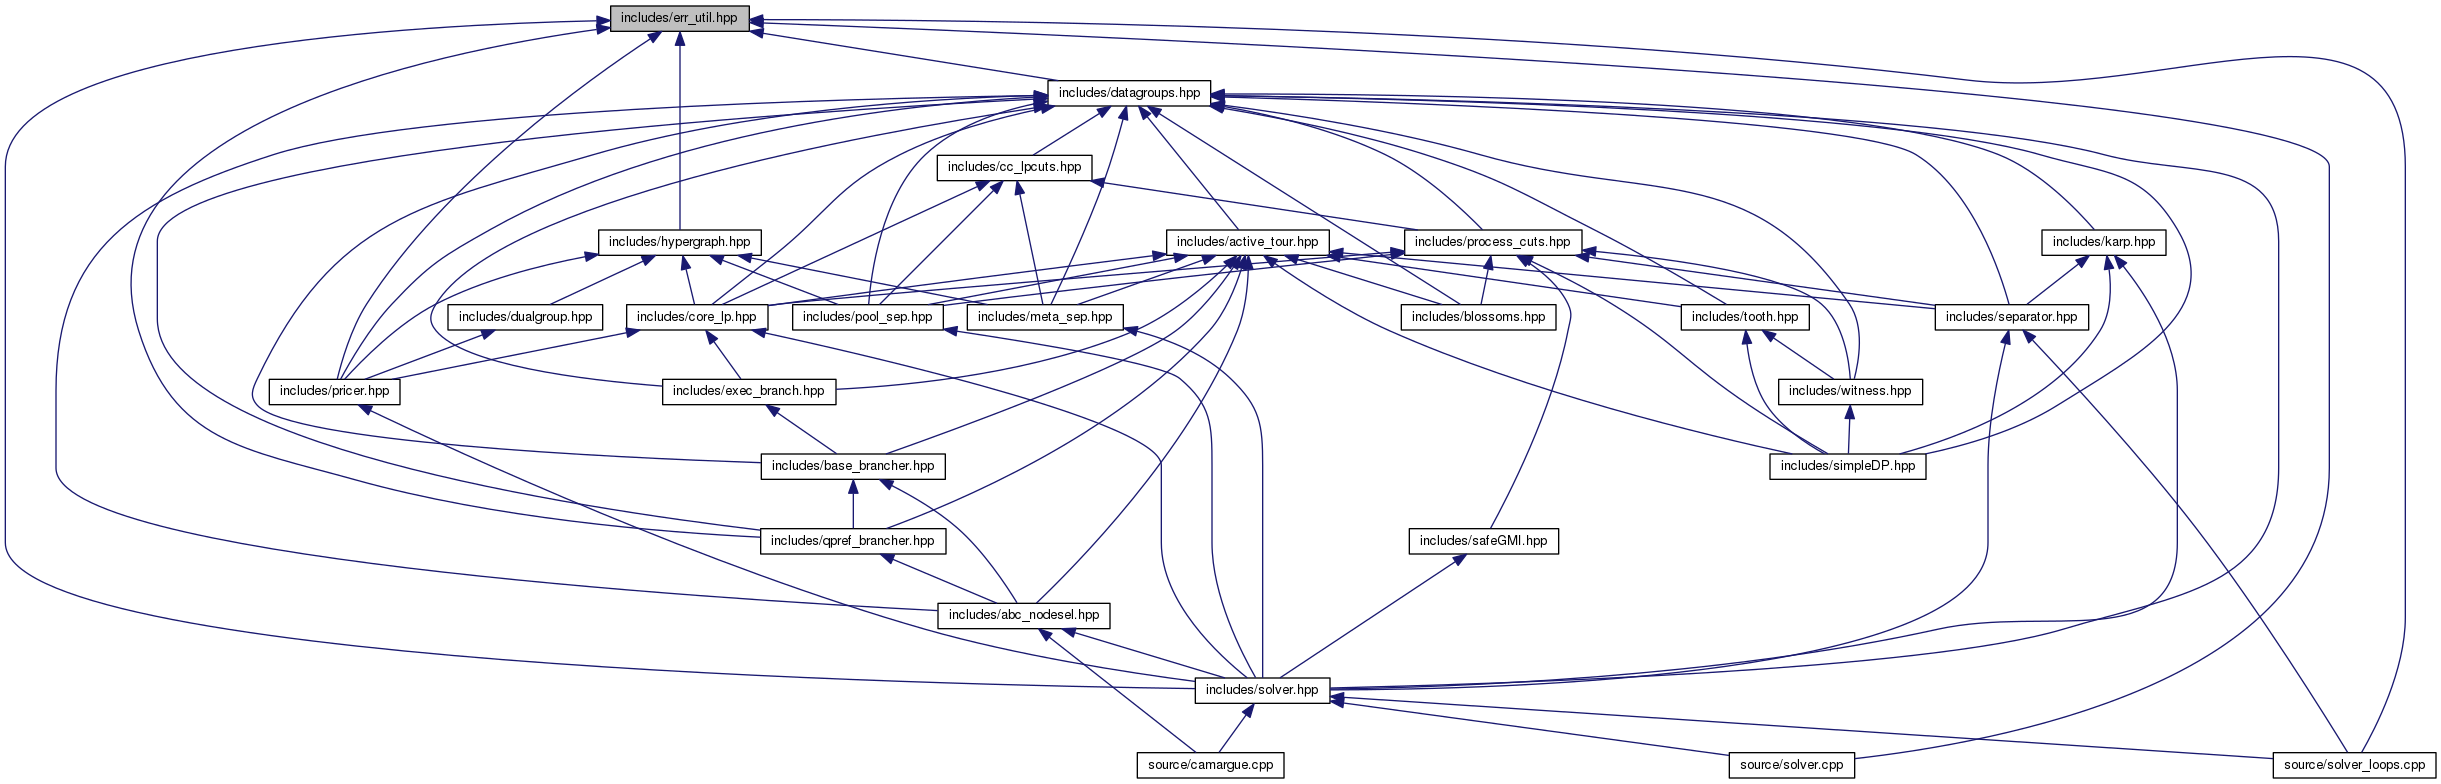 includes/err_util.hpp
includes/datagroups.hpp
includes/cc_lpcuts.hpp
includes/hypergraph.hpp
includes/active_tour.hpp
includes/process_cuts.hpp
includes/karp.hpp
includes/dualgroup.hpp
includes/core_lp.hpp
includes/pool_sep.hpp
includes/meta_sep.hpp
includes/blossoms.hpp
includes/tooth.hpp
includes/separator.hpp
includes/pricer.hpp
includes/exec_branch.hpp
includes/witness.hpp
includes/base_brancher.hpp
includes/simpleDP.hpp
includes/qpref_brancher.hpp
includes/safeGMI.hpp
includes/abc_nodesel.hpp
includes/solver.hpp
source/camargue.cpp
source/solver.cpp
source/solver_loops.cpp